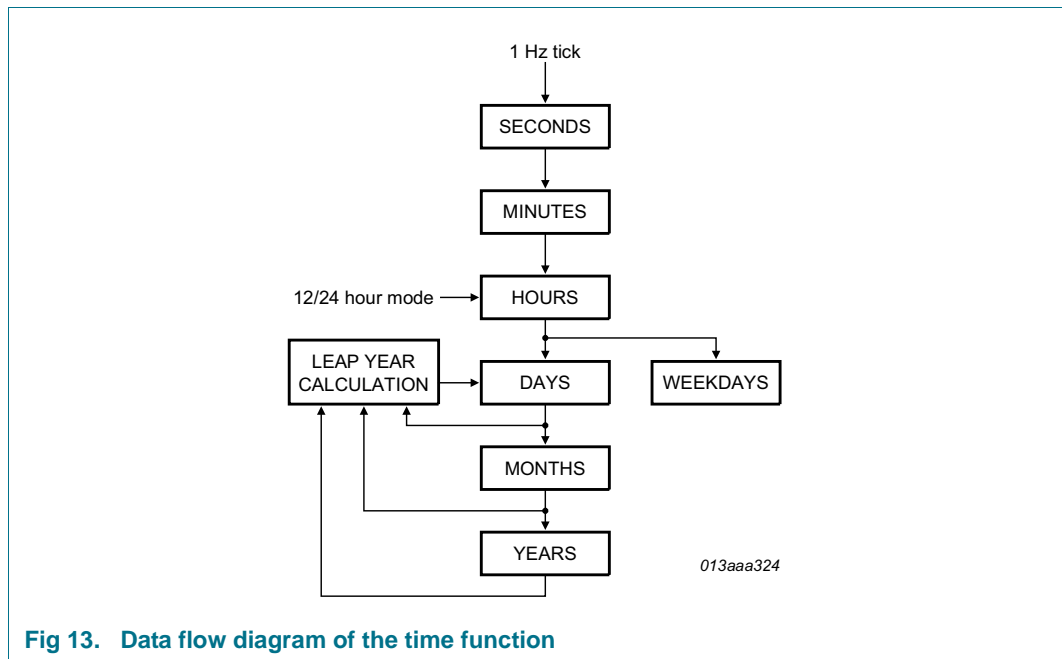 1 Hz tick
SECONDS
MINUTES
12/24 hour mode
HOURS
LEAP YEAR
CALCULATION
DAYS
WEEKDAYS
MONTHS
YEARS
013aaa324
Fig 13. Data flow diagram of the time function